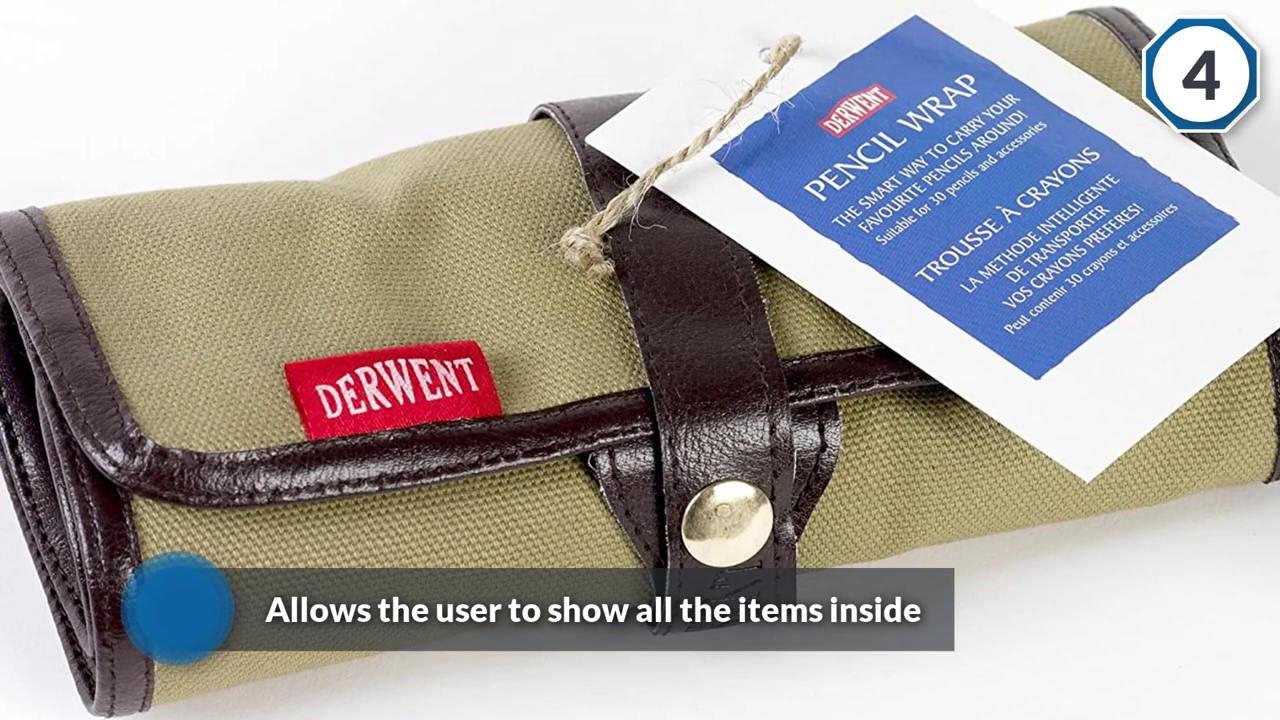 4
DERWENT
PENCIL WRAP
THE SMART WAY TO CARRY YOUR
FAVOURITE PENCILS AROUND!
Suitable for 30 pencils and accessories
TROUSSE À CRAYONS
LA METHODE INTELLIGENTE
DE TRANSPORTER
VOS CRAYONS PREFERES!
Peut contenir 30 crayons et accessoires
DERWENT
Allows the user to show all the items inside